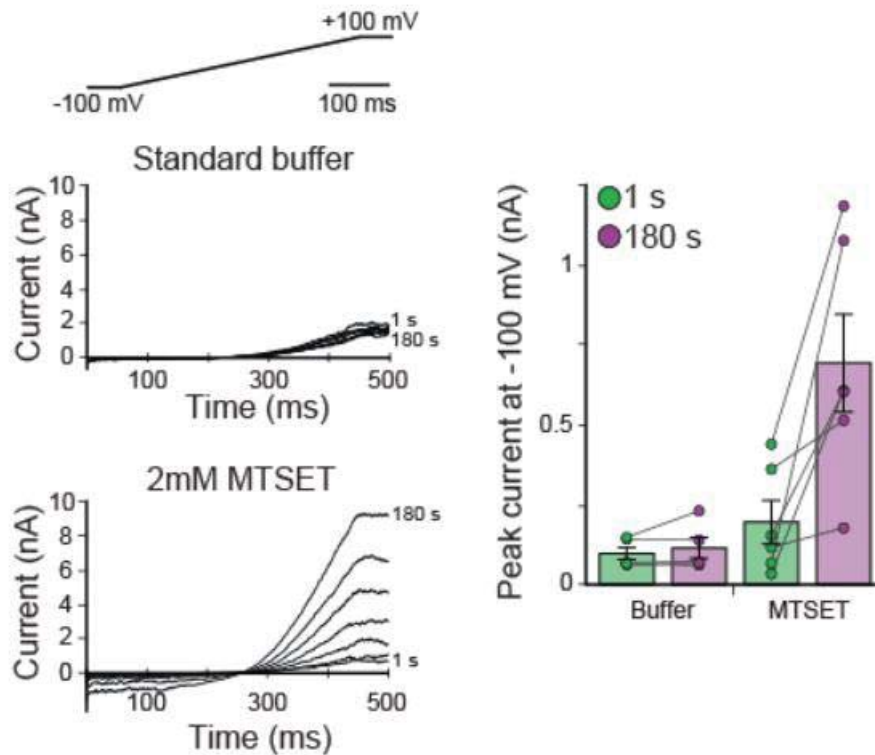 +100 mV
-100 mV
100 ms
Standard buffer
10
8
6
4
2
0
Current (nA)
1 s
180 s
100
300
500
Time (ms)
2mM MTSET
10
8
6
4
2
0
Current (nA)
180 s
1 s
100
300
500
Time (ms)
1 s
180 s
Peak current at -100 mV (nA)
1
0.5
0
Buffer
MTSET